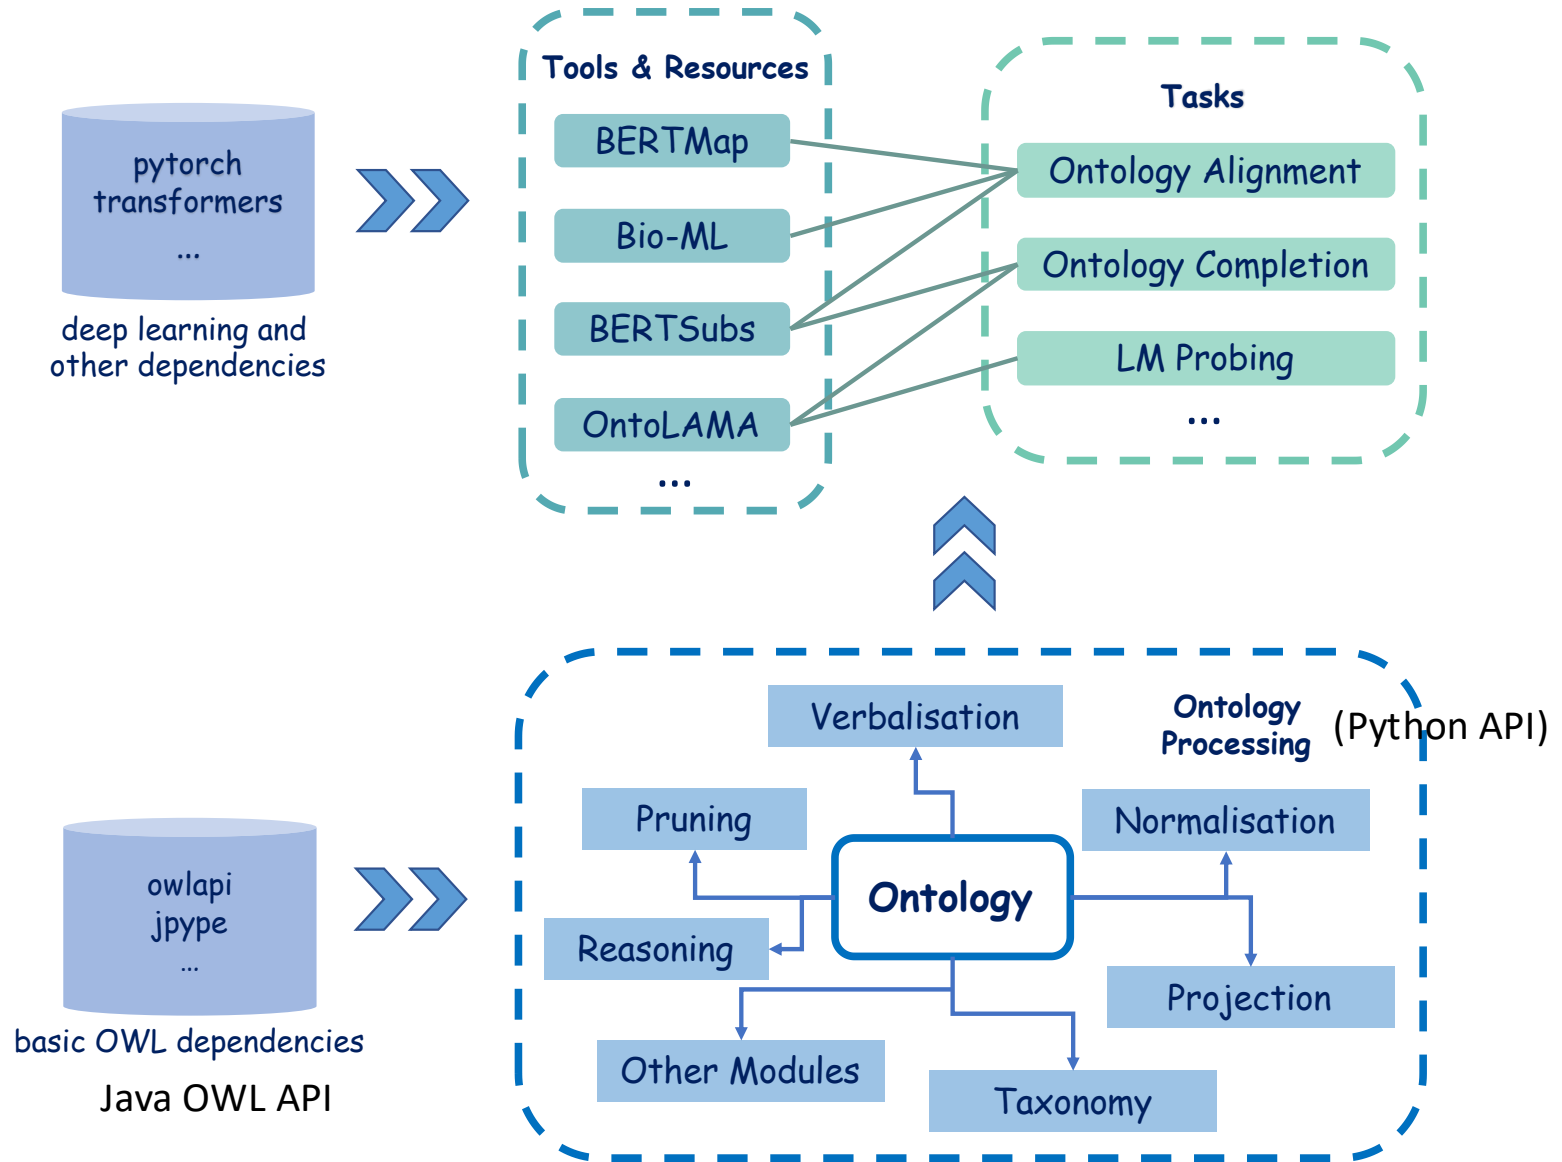 Tools & Resources
BERTMap
Bio-ML
BERTSubs
OntoLAMA
...
Tasks
Ontology Alignment
Ontology Completion
LM Probing
...
pytorch
transformers
...
deep learning and
other dependencies
Ontology
Processing
(Python API)
Verbalisation
Pruning
Normalisation
Ontology
Reasoning
Projection
Other Modules
Taxonomy
owlapi
jpype
...
basic OWL dependencies
Java OWL API